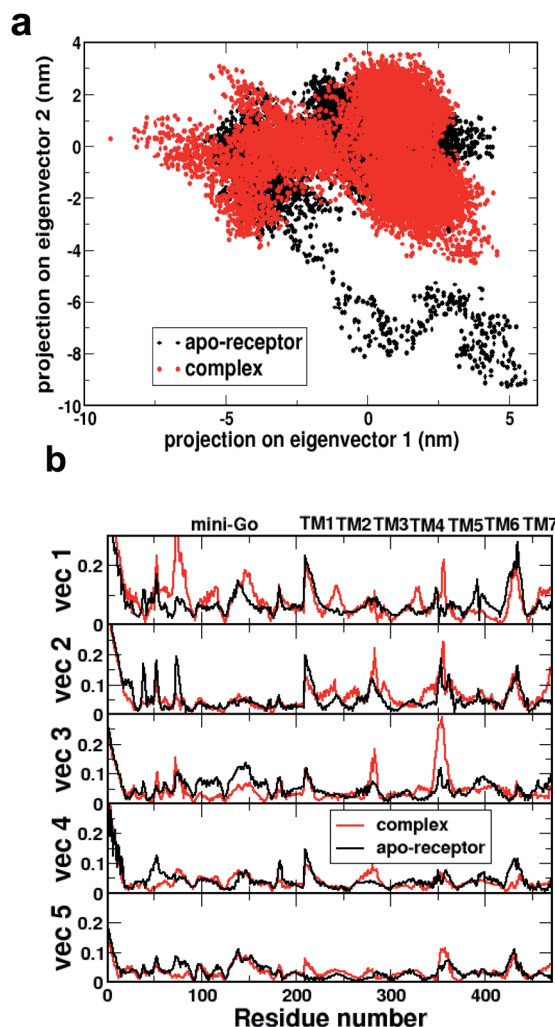 a
4
2
0
-2
-4
-6
-8
-10
projection on eigenvector 2 (nm)
apo-receptor
complex
-10 -5 0 5
projection on eigenvector 1 (nm)
b
mini-Go TM1 TM2 TM3 TM4 TM5 TM6 TM7
vec 1
0.2
0
vec 2
0.2
0.1
0
vec 3
0.2
0.1
0
vec 4
0.2
0.1
0
complex
apo-receptor
vec 5
0.2
0.1
0
0 100 200 300 400
Residue number